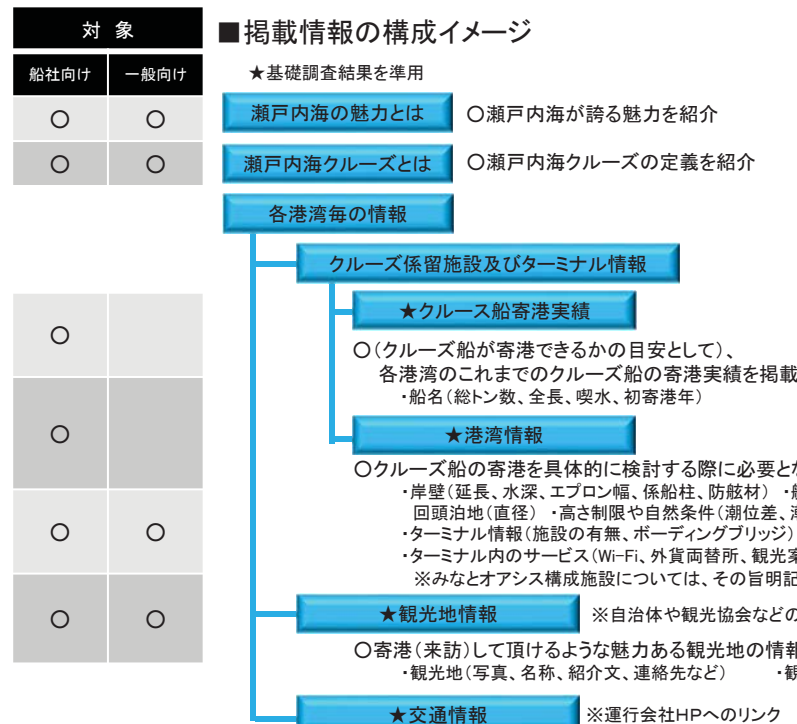 対 象
船社向け 一般向け
〇 〇
〇 〇
〇
〇
〇 〇
〇 〇
■掲載情報の構成イメージ
★基礎調査結果を準用
瀬戸内海の魅力とは 〇瀬戸内海が誇る魅力を紹介
瀬戸内海クルーズとは 〇瀬戸内海クルーズの定義を紹介
各港湾毎の情報
クルーズ係留施設及びターミナル情報
★クルース船寄港実績
〇(クルーズ船が寄港できるかの目安として)、
各港湾のこれまでのクルーズ船の寄港実績を掲載
・船名(総トン数、全長、喫水、初寄港年)
★港湾情報
〇クルーズ船の寄港を具体的に検討する際に必要と
・岸壁(延長、水深、エプロン幅、係船柱、防舷材) ・
回頭泊地(直径) ・高さ制限や自然条件(潮位差、
・ターミナル情報(施設の有無、ボーディングブリッジ)
・ターミナル内のサービス(Wi-Fi、外貨両替所、観光案
※みなとオアシス構成施設については、その旨明記
★観光地情報 ※自治体や観光協会などの
〇寄港(来訪)して頂けるような魅力ある観光地の情報
・観光地(写真、名称、紹介文、連絡先など) ・観
★交通情報 ※運行会社HPへのリンク